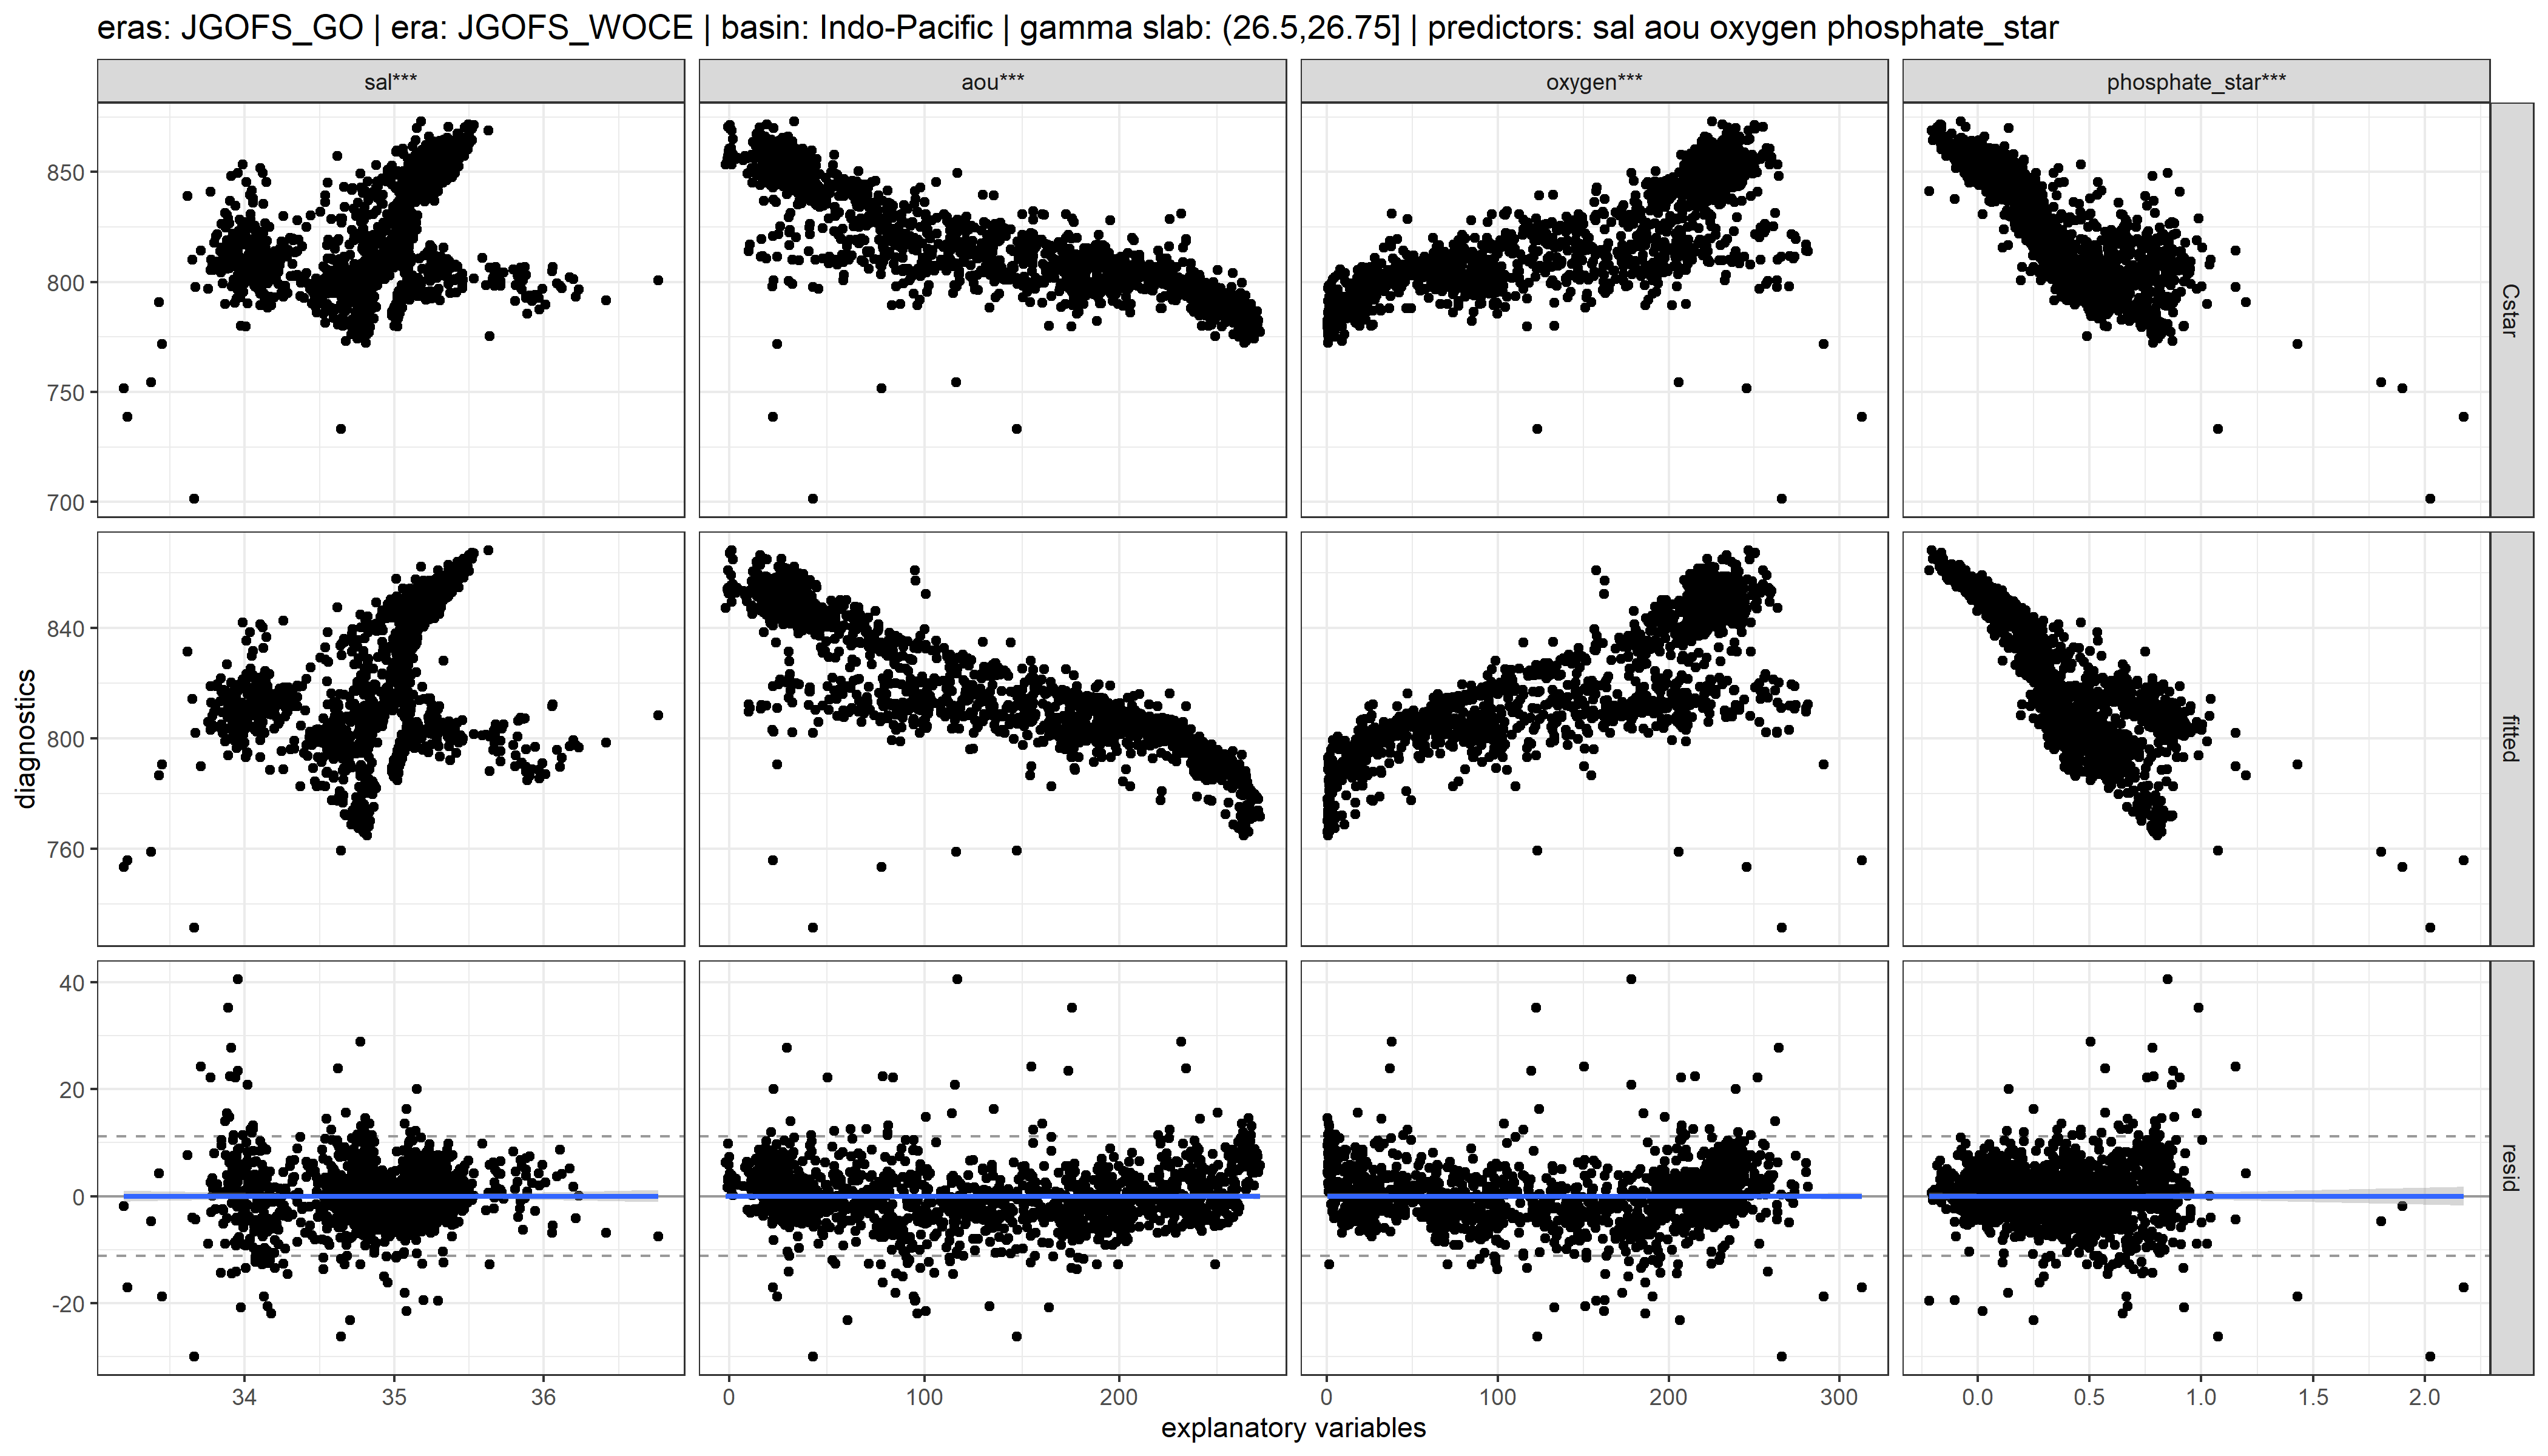 eras: JGOFS_GO | era: JGOFS_WOCE | basin: Indo-Pacific | gamma slab: (26.5,26.75] | predictors: sal aou oxygen phosphate_star
sal*** aou*** oxygen*** phosphate_star***
850
800
750
700
Cstar
840
800
760
fitted
diagnostics
40
20
0
-20
resid
34 35 36 0 100 200 0 100 200 300 0.0 0.5 1.0 1.5 2.0
explanatory variables